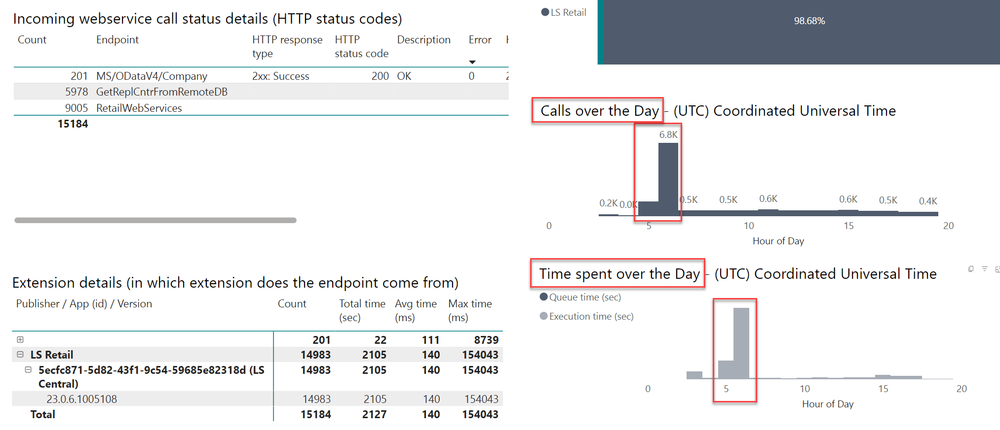 Incoming webservice call status details (HTTP status codes)
Count Endpoint HTTP response type HTTP status code Description Error
201 MS/ODataV4/Company 2xx: Success 200 OK 0 2
5978 GetReplCntrFromRemoteDB
9005 RetailWebServices
15184
Extension details (in which extension does the endpoint come from)
Publisher / App (id) / Version Count Total time (sec) Avg time (ms) Max time (ms)
201 22 111 8739
LS Retail 14983 2105 140 154043
5ecfc871-5d82-43f1-9c54-59685e82318d (LS Central) 14983 2105 140 154043
23.0.6.1005108 14983 2105 140 154043
Total 15184 2127 140 154043
LS Retail
98.68%
Calls over the Day - (UTC) Coordinated Universal Time
6.8K
0.2K 0.0K 0.5K 0.5K 0.6K 0.6K 0.5K 0.4K
0 5 10 15 20
Hour of Day
Time spent over the Day - (UTC) Coordinated Universal Time
Queue time (sec)
Execution time (sec)
0 5 10 15 20
Hour of Day